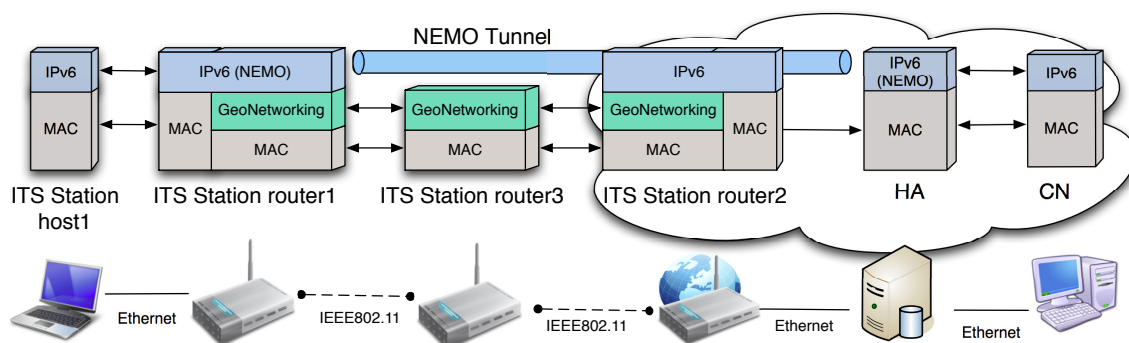 NEMO Tunnel
IPv6
IPv6 (NEMO)
IPv6
IPv6
(NEMO)
IPv6
GeoNetworking
GeoNetworking
GeoNetworking
MAC
MAC
MAC
MAC
MAC
MAC
MAC
MAC
ITS Station
host1
ITS Station router1
ITS Station router3
ITS Station router2
HA
CN
Ethernet
IEEE802.11
IEEE802.11
Ethernet
Ethernet